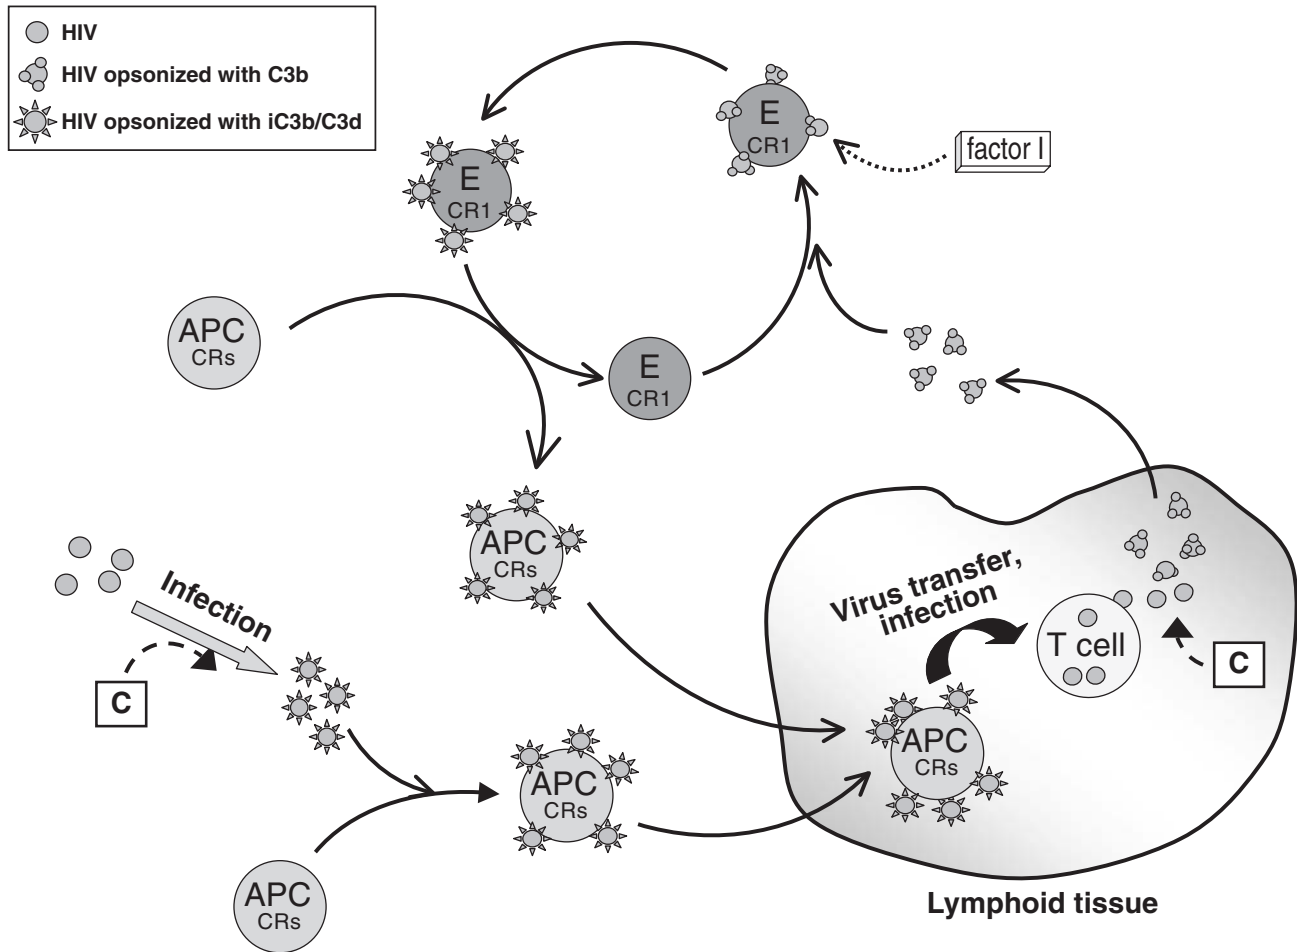 HIV
HIV opsonized with C3b
HIV opsonized with iC3b/C3d
E
CR1
factor I
E
CR1
APC
CRs
E
CR1
APC
CRs
Infection
C
Virus transfer,
infection
T cell
C
APC
CRs
APC
CRs
APC
CRs
Lymphoid tissue